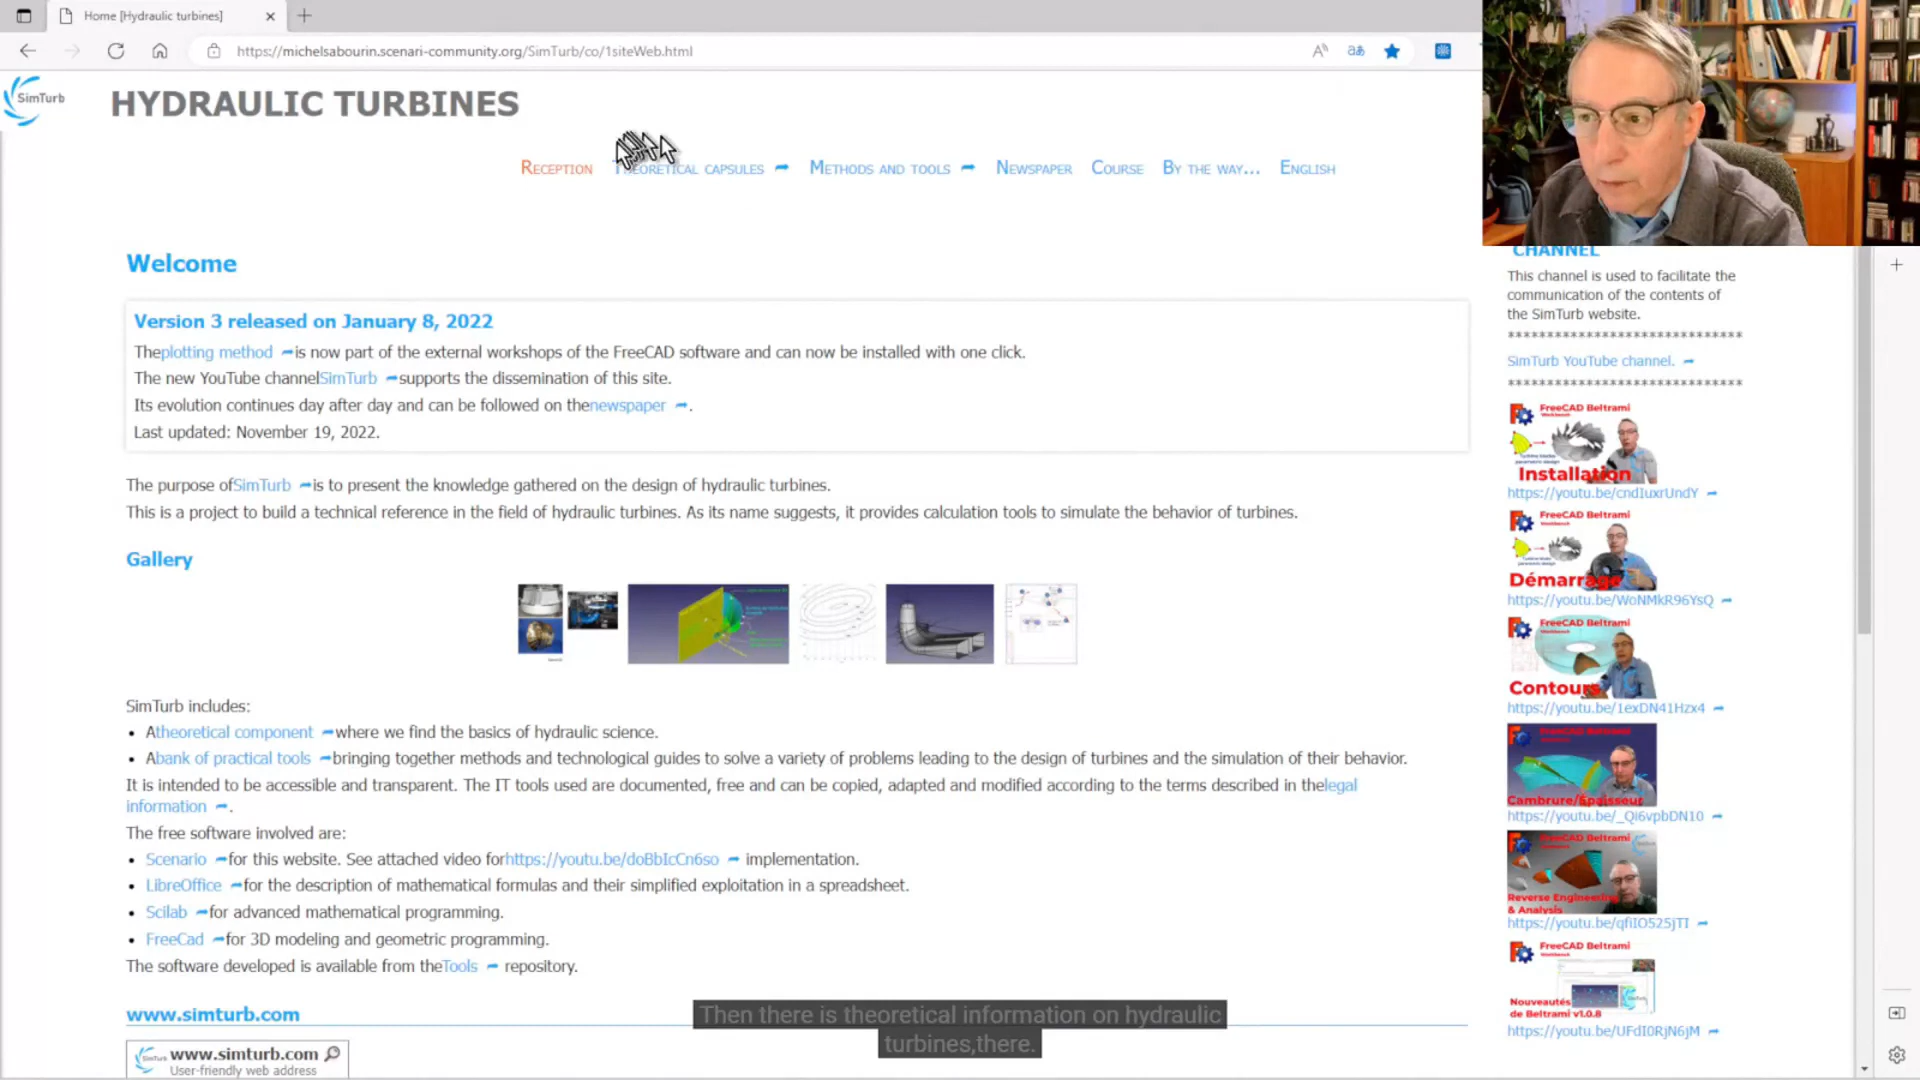 Home [Hydraulic turbines]
https://michelsabourin.scenari-community.org/SimTurb/co/1siteWeb.html
SimTurb
HYDRAULIC TURBINES
RECEPTION
THEORETICAL CAPSULES
METHODS AND TOOLS
NEWSPAPER
COURSE
BY THE WAY...
ENGLISH
Welcome
Version 3 released on January 8, 2022
Theplotting method is now part of the external workshops of the FreeCAD software and can now be installed with one click.
The new YouTube channelSimTurb supports the dissemination of this site.
Its evolution continues day after day and can be followed on thenewspaper .
Last updated: November 19, 2022.
The purpose ofSimTurb is to present the knowledge gathered on the design of hydraulic turbines.
This is a project to build a technical reference in the field of hydraulic turbines. As its name suggests, it provides calculation tools to simulate the behavior of turbines.
Gallery
SimTurb includes:
• Atheoretical component where we find the basics of hydraulic science.
• Abank of practical tools bringing together methods and technological guides to solve a variety of problems leading to the design of turbines and the simulation of their behavior.
It is intended to be accessible and transparent. The IT tools used are documented, free and can be copied, adapted and modified according to the terms described in thelegal
information .
The free software involved are:
• Scenario for this website. See attached video forhttps://youtu.be/doBbIcCn6so implementation.
• LibreOffice for the description of mathematical formulas and their simplified exploitation in a spreadsheet.
• Scilab for advanced mathematical programming.
• FreeCad for 3D modeling and geometric programming.
The software developed is available from theTools repository.
www.simturb.com
www.simturb.com
User-friendly web address
CHANNEL
This channel is used to facilitate the
communication of the contents of
the SimTurb website.
******************************
SimTurb YouTube channel.
******************************
FreeCAD Beltrami
Installation
https://youtu.be/cndIuxrUndY
FreeCAD Beltrami
Démarrage
https://youtu.be/WoNMkR96YsQ
FreeCAD Beltrami
Contours
https://youtu.be/1exDN41Hzx4
Cambrure/Epaisseur
https://youtu.be/_Qi6vpbDN10
FreeCAD Beltrami
Reverse Engineering
& Analysis
https://youtu.be/qfiIO525jTI
FreeCAD Beltrami
Nouveautés
de Beltrami v1.0.8
https://youtu.be/UFdI0RjN6jM
Then there is theoretical information on hydraulic
turbines,there.